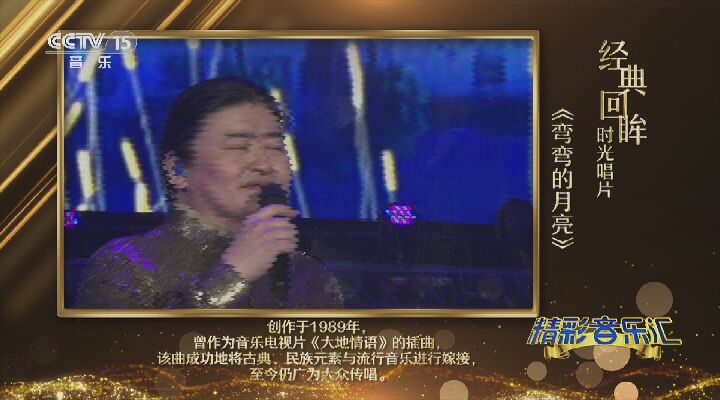 CCTV 15
音乐
经典回眸
时光唱片
《弯弯的月亮》
创作于1989年，
曾作为音乐电视片《大地情语》的插曲，
该曲成功地将古典、民族元素与流行音乐进行嫁接，
至今仍广为大众传唱。
精彩音乐汇